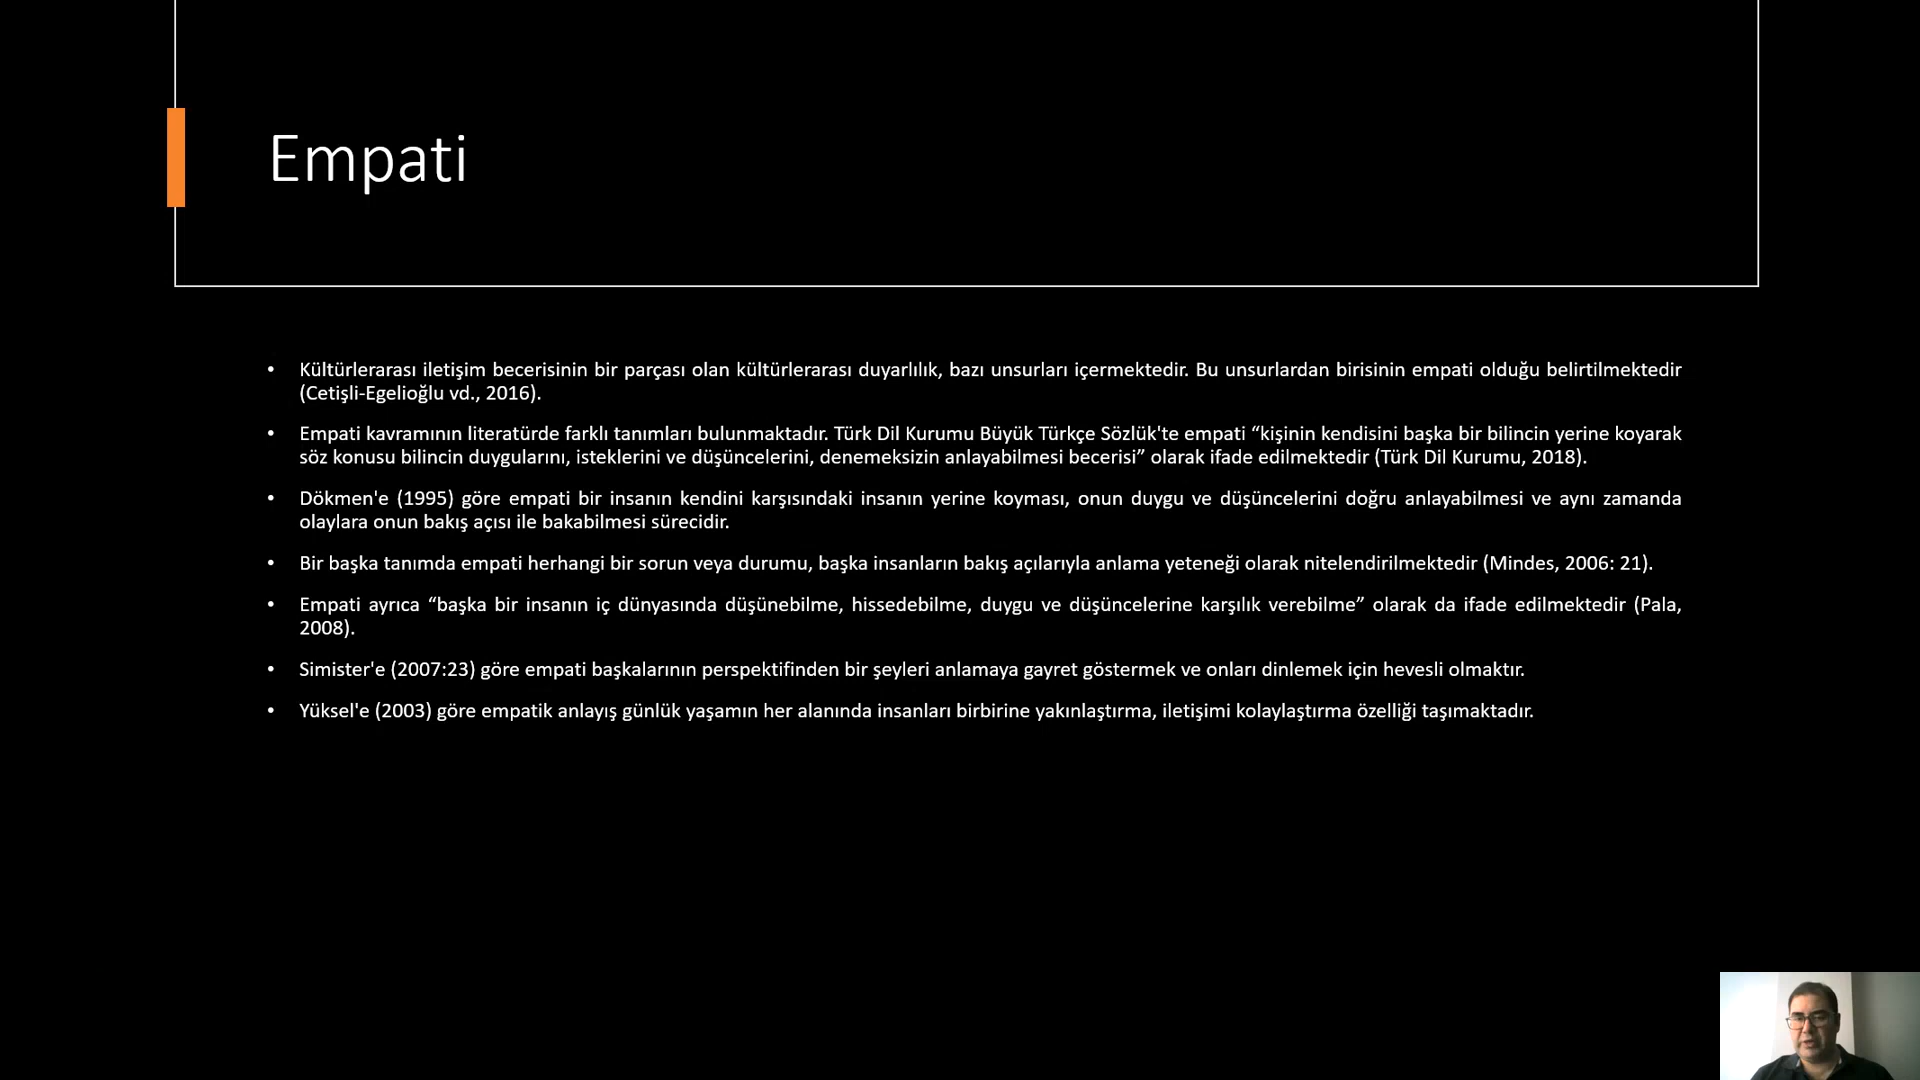 Empati
• Kültürlerarası iletişim becerisinin bir parçası olan kültürlerarası duyarlılık, bazı unsurları içermektedir. Bu unsurlardan birisinin empati olduğu belirtilmektedir
(Cetişli-Egelioğlu vd., 2016).
• Empati kavramının literatürde farklı tanımları bulunmaktadır. Türk Dil Kurumu Büyük Türkçe Sözlük'te empati “kişinin kendisini başka bir bilincin yerine koyarak
söz konusu bilincin duygularını, isteklerini ve düşüncelerini, denemeksizin anlayabilmesi becerisi” olarak ifade edilmektedir (Türk Dil Kurumu, 2018).
• Dökmen'e (1995) göre empati bir insanın kendini karşısındaki insanın yerine koyması, onun duygu ve düşüncelerini doğru anlayabilmesi ve aynı zamanda
olaylara onun bakış açısı ile bakabilmesi sürecidir.
• Bir başka tanımda empati herhangi bir sorun veya durumu, başka insanların bakış açılarıyla anlama yeteneği olarak nitelendirilmektedir (Mindes, 2006: 21).
• Empati ayrıca “başka bir insanın iç dünyasında düşünebilme, hissedebilme, duygu ve düşüncelerine karşılık verebilme” olarak da ifade edilmektedir (Pala,
2008).
• Simister'e (2007:23) göre empati başkalarının perspektifinden bir şeyleri anlamaya gayret göstermek ve onları dinlemek için hevesli olmaktır.
• Yüksel'e (2003) göre empatik anlayış günlük yaşamın her alanında insanları birbirine yakınlaştırma, iletişimi kolaylaştırma özelliği taşımaktadır.